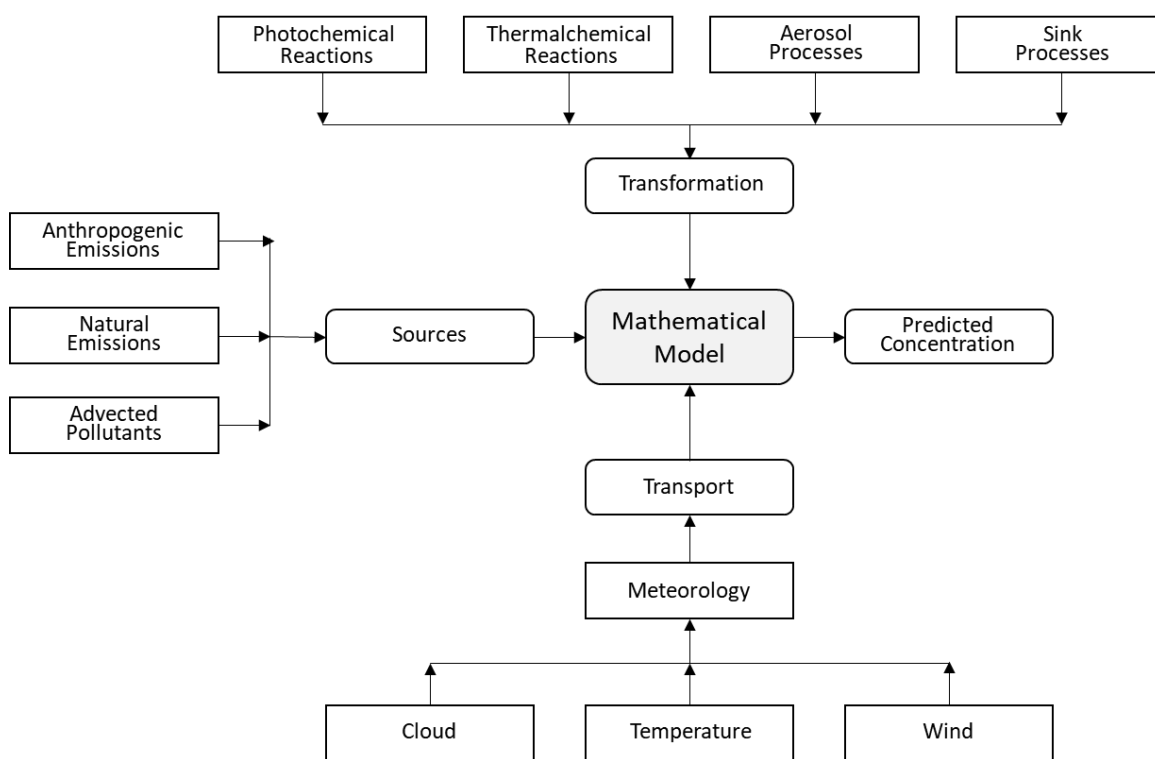 Photochemical
Reactions
Thermalchemical
Reactions
Aerosol
Processes
Sink
Processes
Transformation
Anthropogenic
Emissions
Natural
Emissions
Advected
Pollutants
Sources
Mathematical
Model
Predicted
Concentration
Transport
Meteorology
Cloud
Temperature
Wind